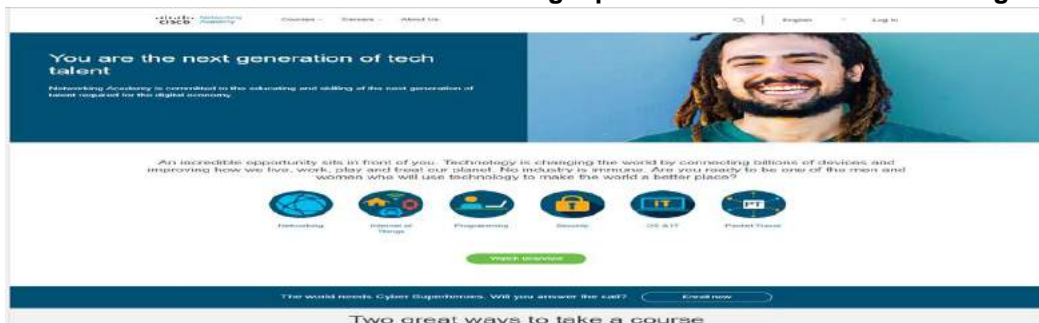 CISCO Networking Academy Courses Careers About Us English Log In
You are the next generation of tech
talent
Networking Academy is committed to the educating and skilling of the next generation of
talent required for the digital economy.
An incredible opportunity sits in front of you. Technology is changing the world by connecting billions of devices and
improving how we live, work, play and treat our planet. No industry is immune. Are you ready to be one of the men and
women who will use technology to make the world a better place?
IT PT
Networking Internet of Programming Security OS & IT Packet Tracer
Things
Watch overview
The world needs Cyber Superheroes. Will you answer the call? Enroll now
Two great ways to take a course